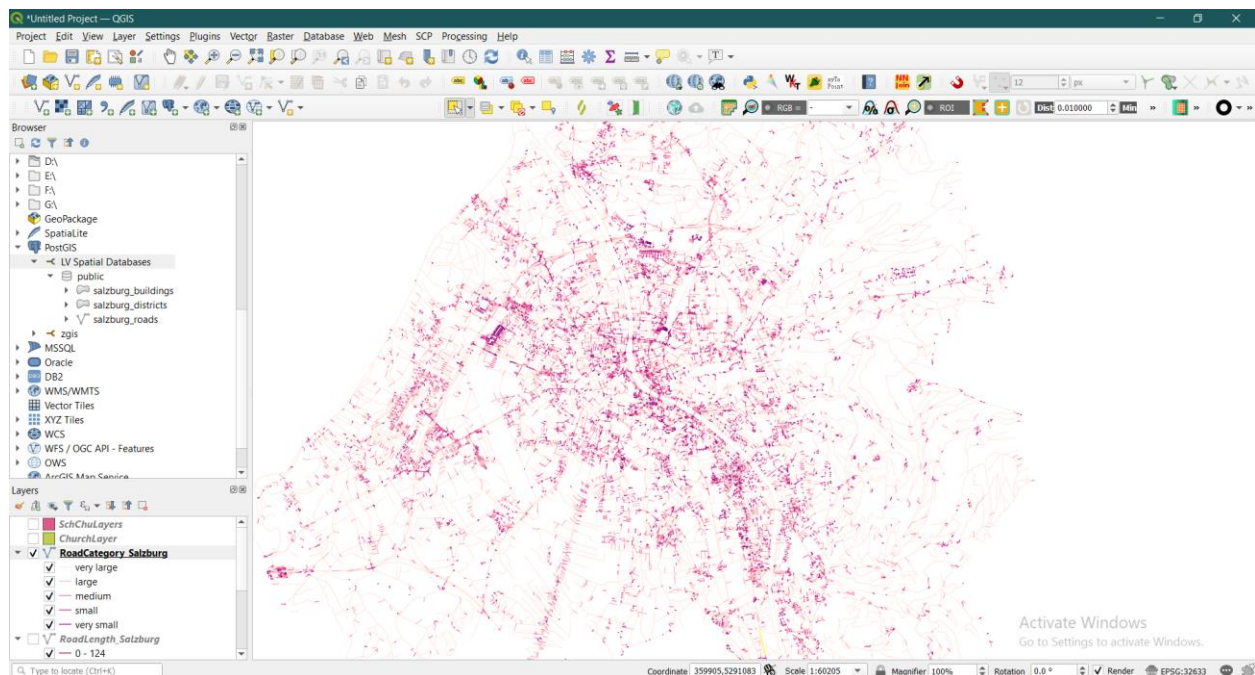 *Untitled Project — QGIS
Project Edit View Layer Settings Plugins Vector Raster Database Web Mesh SCP Processing Help
12 px
RGB = - ROI Dist 0.010000 Min
Browser
D:\
E:\
F:\
G:\
GeoPackage
SpatiaLite
PostGIS
LV Spatial Databases
public
salzburg_buildings
salzburg_districts
salzburg_roads
zgis
MSSQL
Oracle
DB2
WMS/WMTS
Vector Tiles
XYZ Tiles
WCS
WFS / OGC API - Features
OWS
ArcGIS Map Service
Layers
SchChuLayers
ChurchLayer
RoadCategory_Salzburg
very large
large
medium
small
very small
RoadLength_Salzburg
0 - 124
Activate Windows
Go to Settings to activate Windows.
Type to locate (Ctrl+K) Coordinate 359905,5291083 Scale 1:60205 Magnifier 100% Rotation 0.0 ° Render EPSG:32633